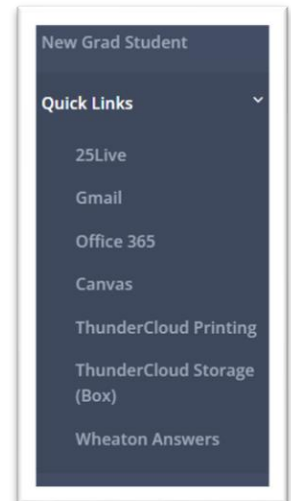 New Grad Student
Quick Links
25Live
Gmail
Office 365
Canvas
ThunderCloud Printing
ThunderCloud Storage
(Box)
Wheaton Answers